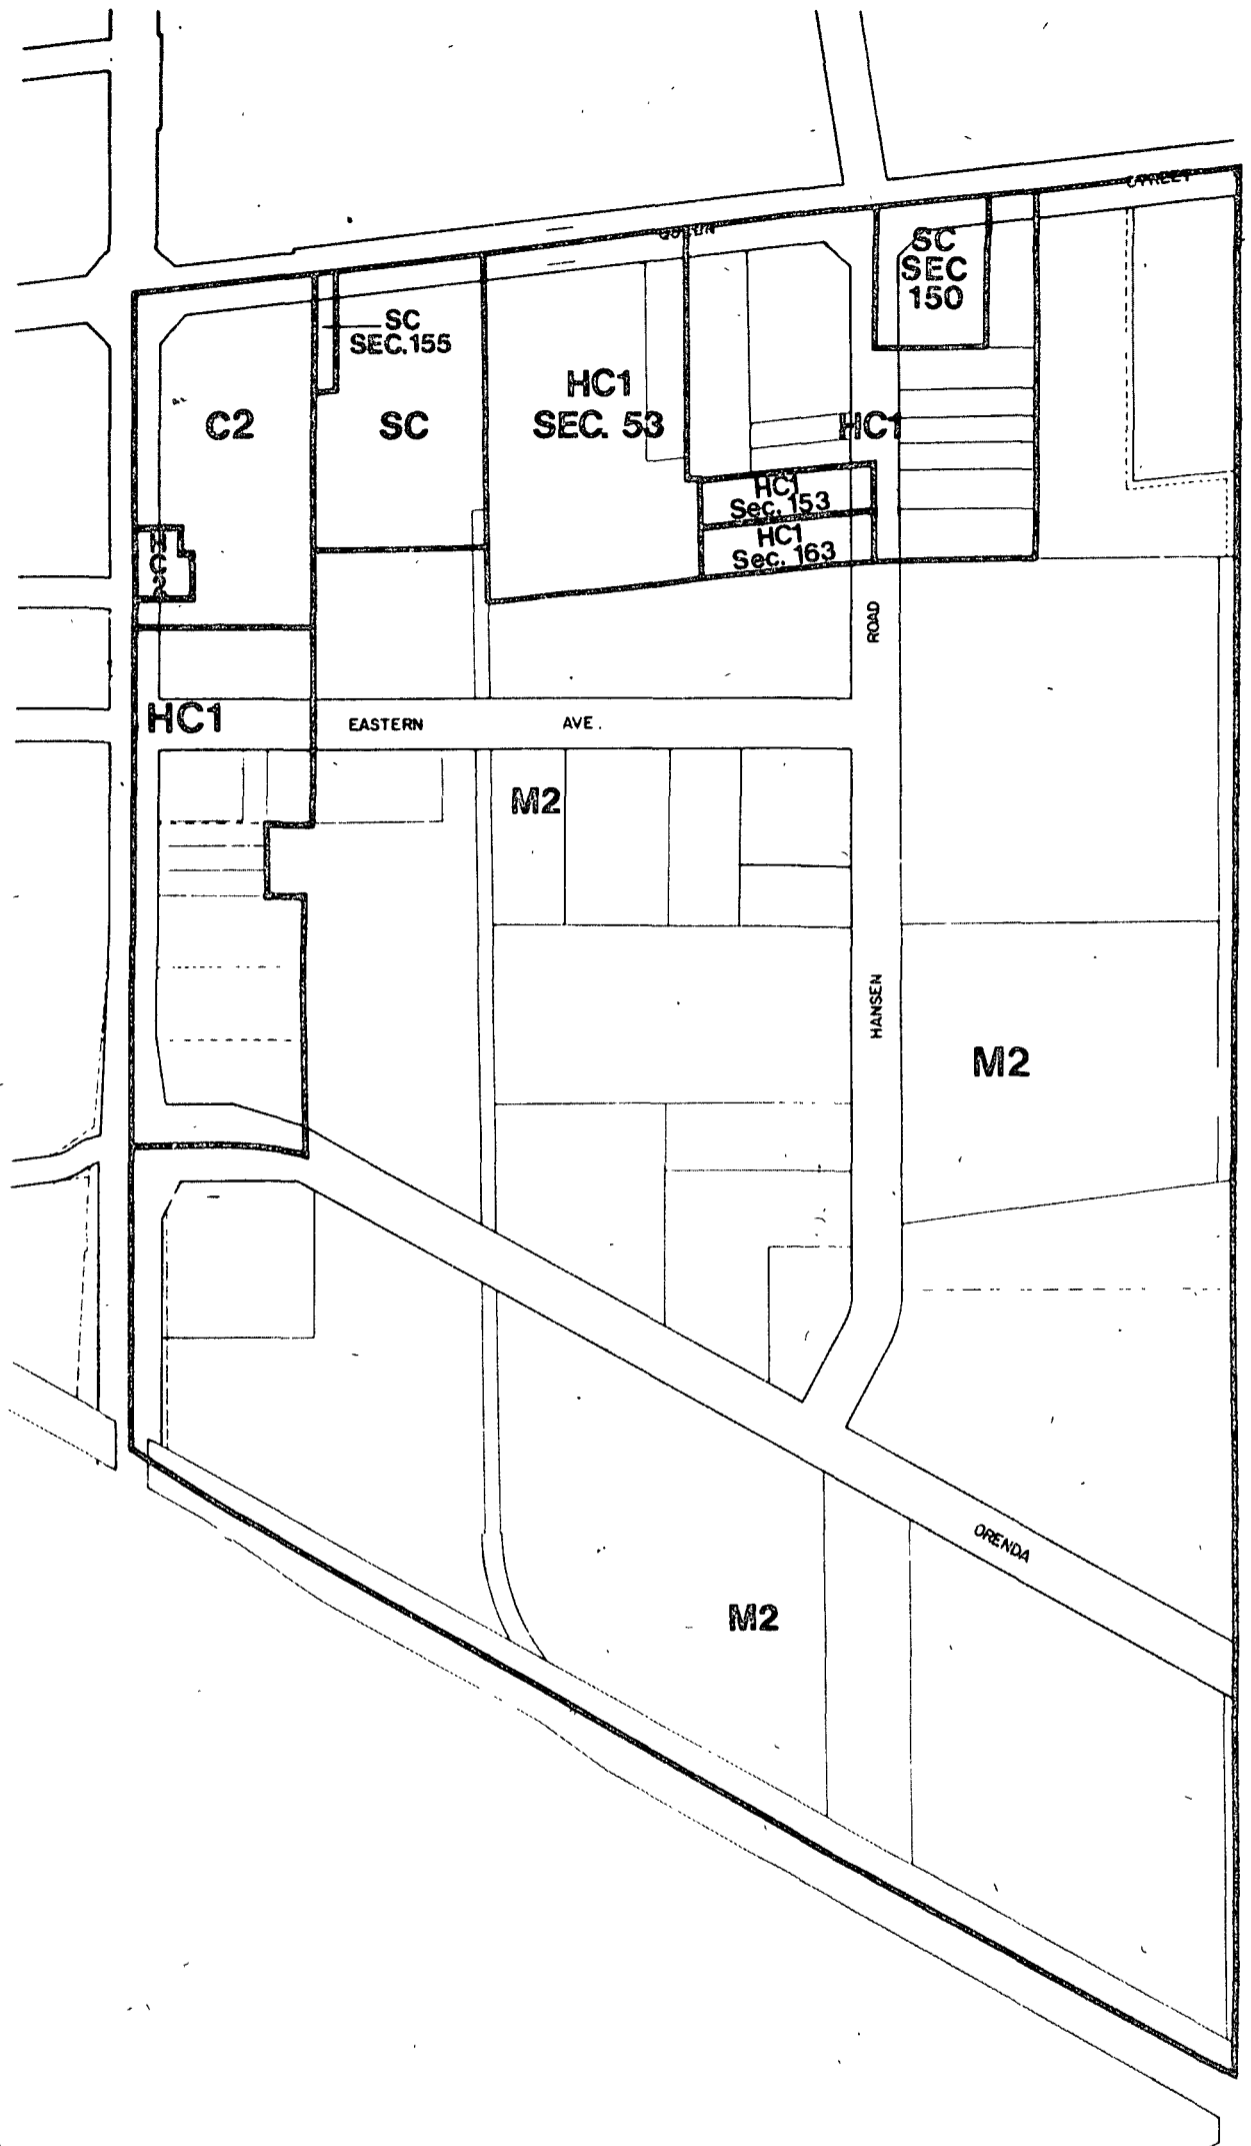 STREET
SC
SEC
150
SC
SEC. 155
HC1
SEC. 53
C2
SC
HC1
HC1
Sec. 153
HC1
Sec. 163
HC2
ROAD
HC1
EASTERN AVE.
M2
HANSEN
M2
ORENDA
M2